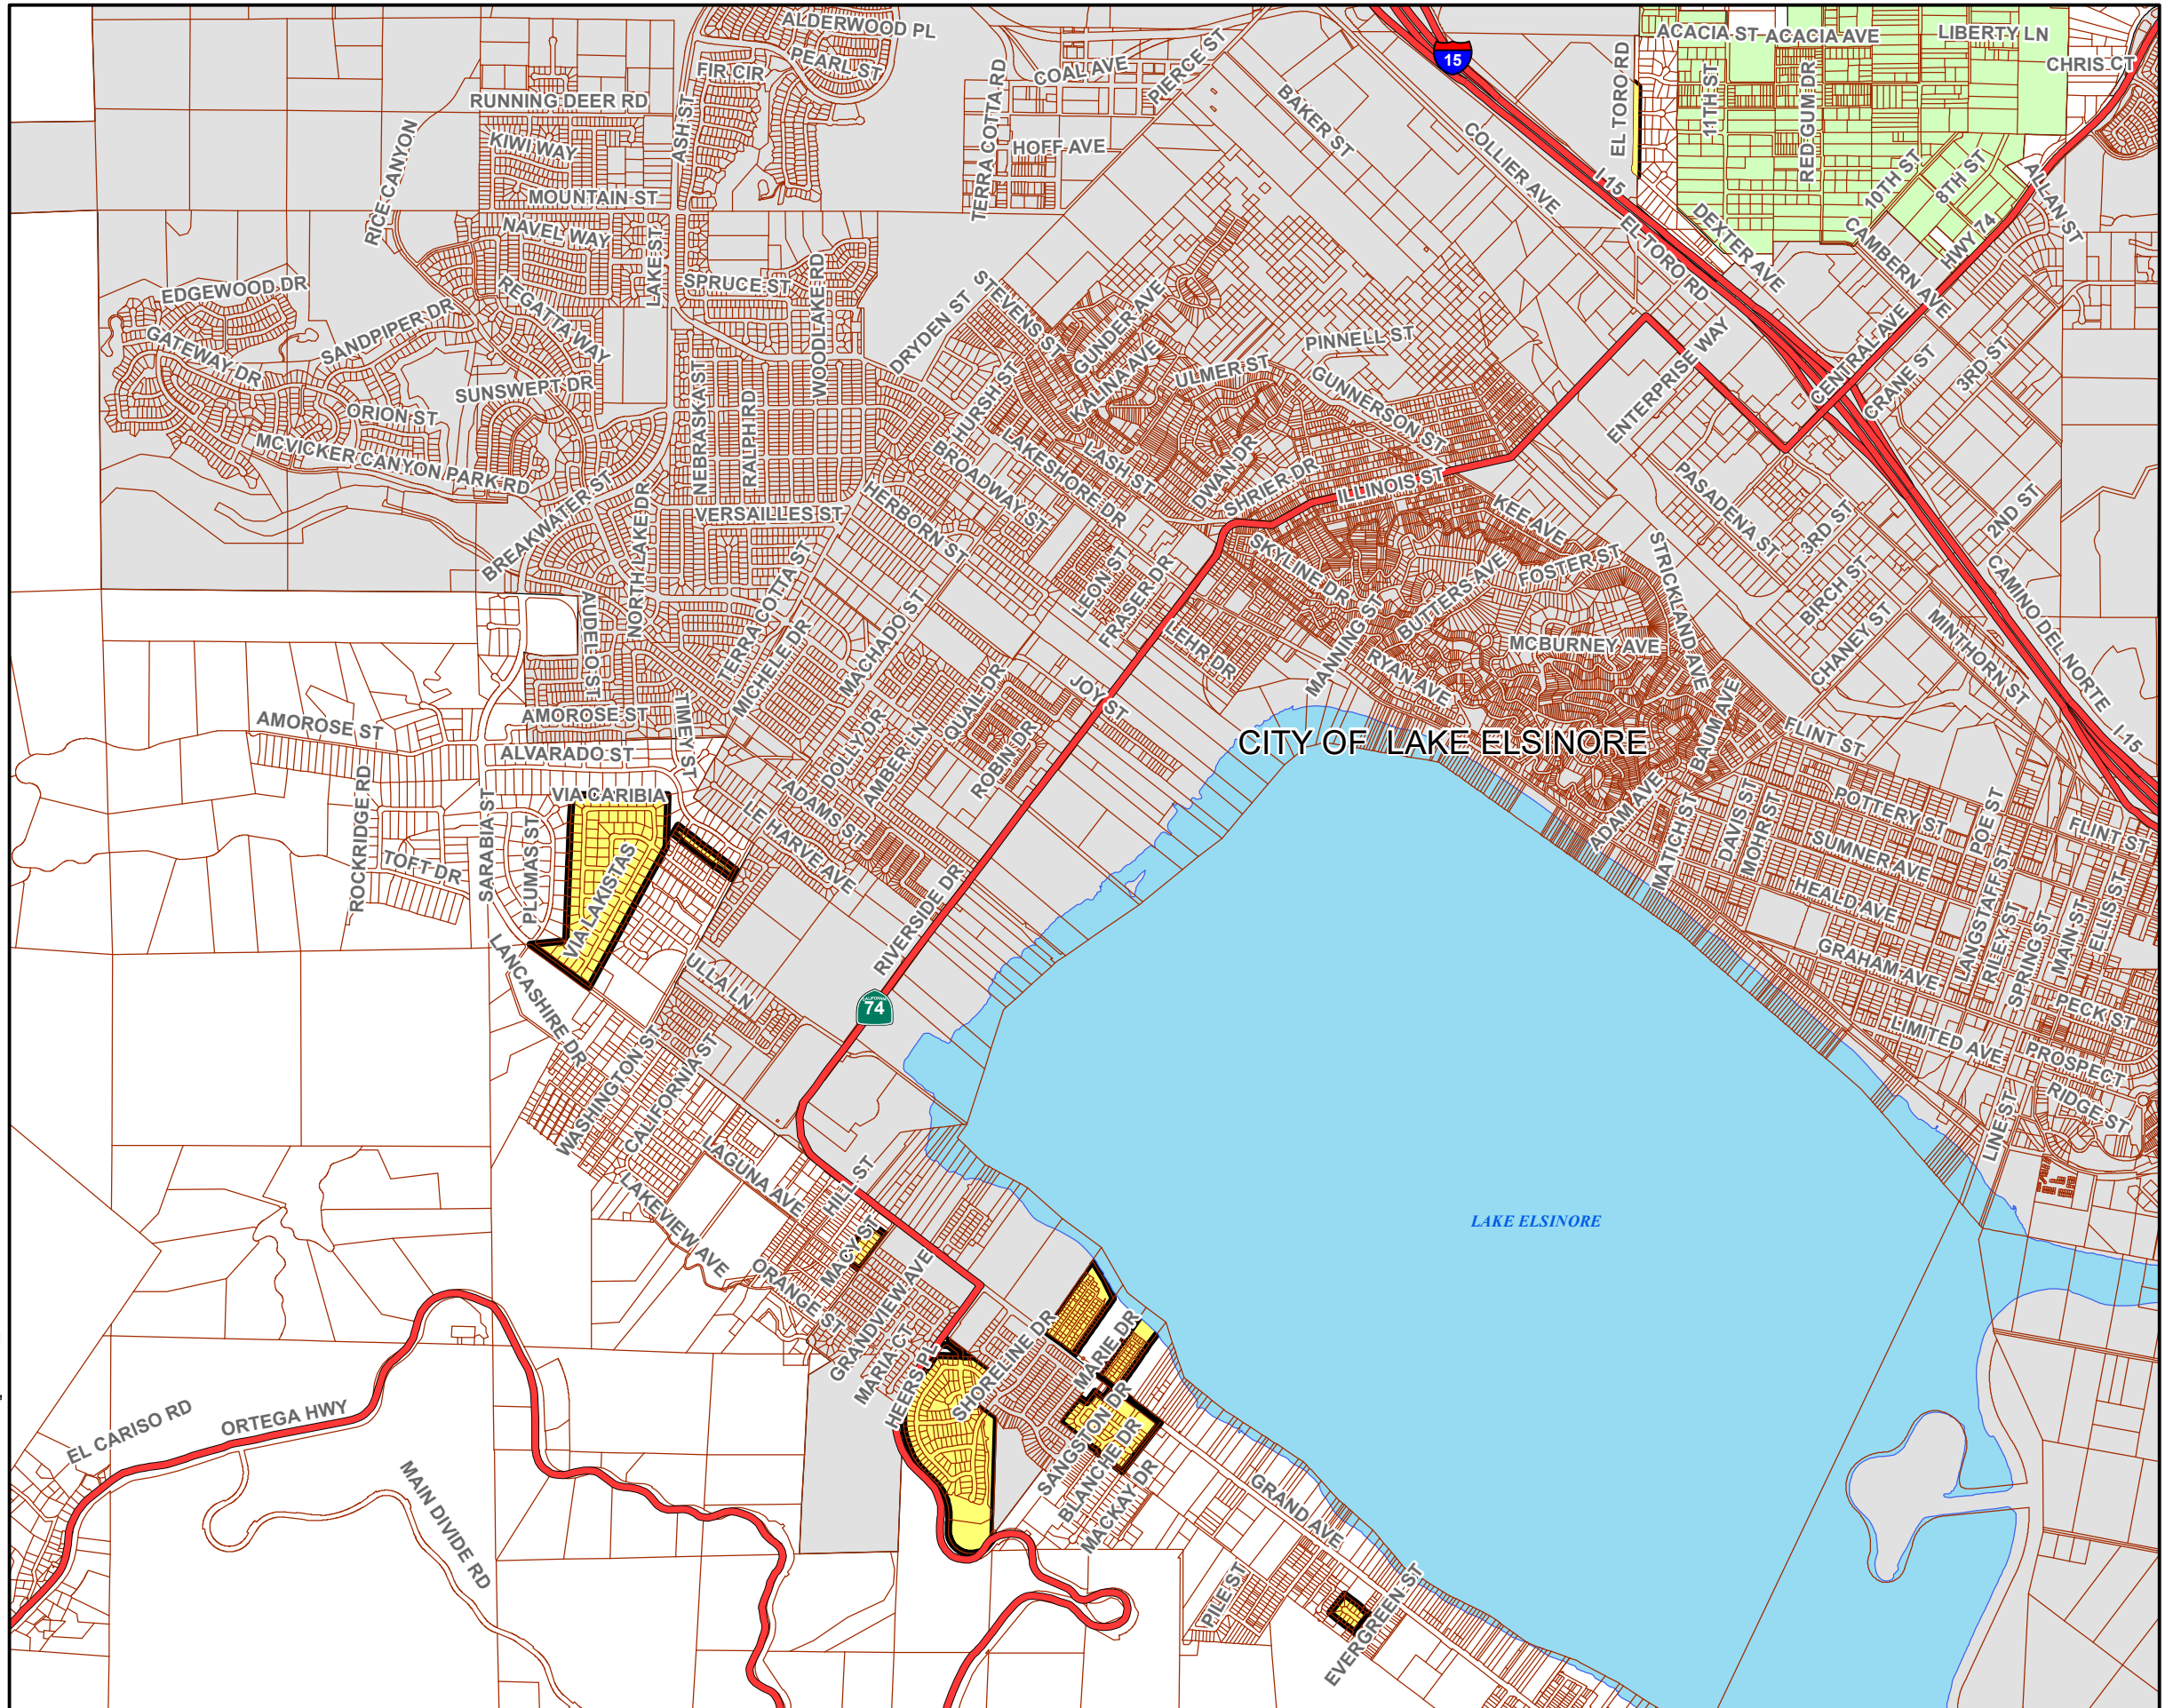 ALDERWOOD PL
PEARL ST
FIR CIR
COAL AVE
PIERCE ST
TERRA COTTA RD
HOFF AVE
BAKER ST
15
EL TORO RD
ACACIA ST
ACACIA AVE
LIBERTY LN
CHRIS CT
11TH ST
RED GUM DR
10TH ST
8TH ST
ALLAN ST
HWY 74
CAMBERN AVE
DEXTER AVE
COLLIER AVE
I 15
EL TORO RD
RUNNING DEER RD
KIWI WAY
ASH ST
MOUNTAIN ST
RICE CANYON
NAVEL WAY
LAKE ST
SPRUCE ST
WOODLAKE RD
EDGEWOOD DR
REGATTA WAY
SANDPIPER DR
GATEWAY DR
SUNSWEPT DR
ORION ST
MCVICKER CANYON PARK RD
NEBRASKA ST
RALPH RD
DRYDEN ST
STEVENS ST
GUNDER AVE
KALINA AVE
HURSH ST
ULMER ST
PINNELL ST
GUNNERSON ST
ENTERPRISE WAY
CENTRAL AVE
CRANE ST
3RD ST
LASH ST
LAKESHORE DR
BROADWAY ST
DWAN DR
SHRIER DR
ILLINOIS ST
KEE AVE
PASADENA ST
3RD ST
2ND ST
BREAKWATER ST
NORTH LAKE DR
VERSAILLES ST
HERBORN ST
SKYLINE DR
LEON ST
FRASER DR
BUTTERS AVE
FOSTER ST
STRICKLAND AVE
BIRCH ST
CHANEY ST
CAMINO DEL NORTE
MINTHORN ST
I-15
AUDELO ST
TERRA COTTA ST
MICHELE DR
MACHADO ST
LEHR DR
MANNING ST
MCBURNEY AVE
RYAN AVE
BAUM AVE
AMOROSE ST
AMOROSE ST
TIMEY ST
ALVARADO ST
QUAIL DR
JOY ST
DOLLY DR
AMBER LN
ROBIN DR
CITY OF LAKE ELSINORE
FLINT ST
VIA CARIBIA
ROCKRIDGE RD
SARABIA ST
PLUMAS ST
TOFT DR
ADAMS ST
LE HARVE AVE
VIA LAKISTAS
RIVERSIDE DR
ADAM AVE
MATICH ST
DAVIS ST
MOHR ST
POTTERY ST
SUMNER AVE
POE ST
FLINT ST
HEALD AVE
LANGSTAFF ST
RILEY ST
SPRING ST
MAIN ST
ELLIS ST
GRAHAM AVE
PECK ST
LIMITED AVE
PROSPECT
RIDGE ST
LINE ST
LANCASHIRE DR
ULLA LN
74
WASHINGTON ST
CALIFORNIA ST
LAGUNA AVE
HILL ST
LAKEVIEW AVE
MACY ST
ORANGE ST
GRANDVIEW AVE
MARIA CT
HEERS PL
SHORELINE DR
MARIE DR
SANGSTON DR
BLANCHE DR
MACKAY DR
LAKE ELSINORE
GRAND AVE
PILE ST
EVERGREEN ST
EL CARISO RD
ORTEGA HWY
MAIN DIVIDE RD